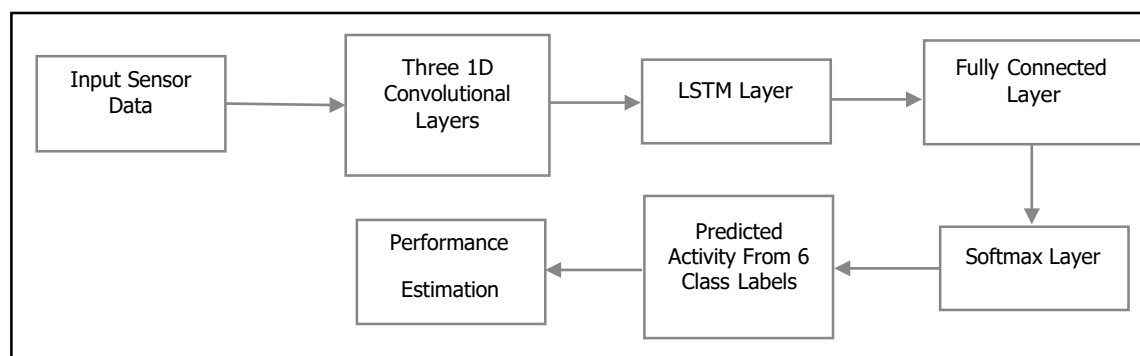 Input Sensor
Data
Three 1D
Convolutional
Layers
LSTM Layer
Fully Connected
Layer
Softmax Layer
Predicted
Activity From 6
Class Labels
Performance
Estimation